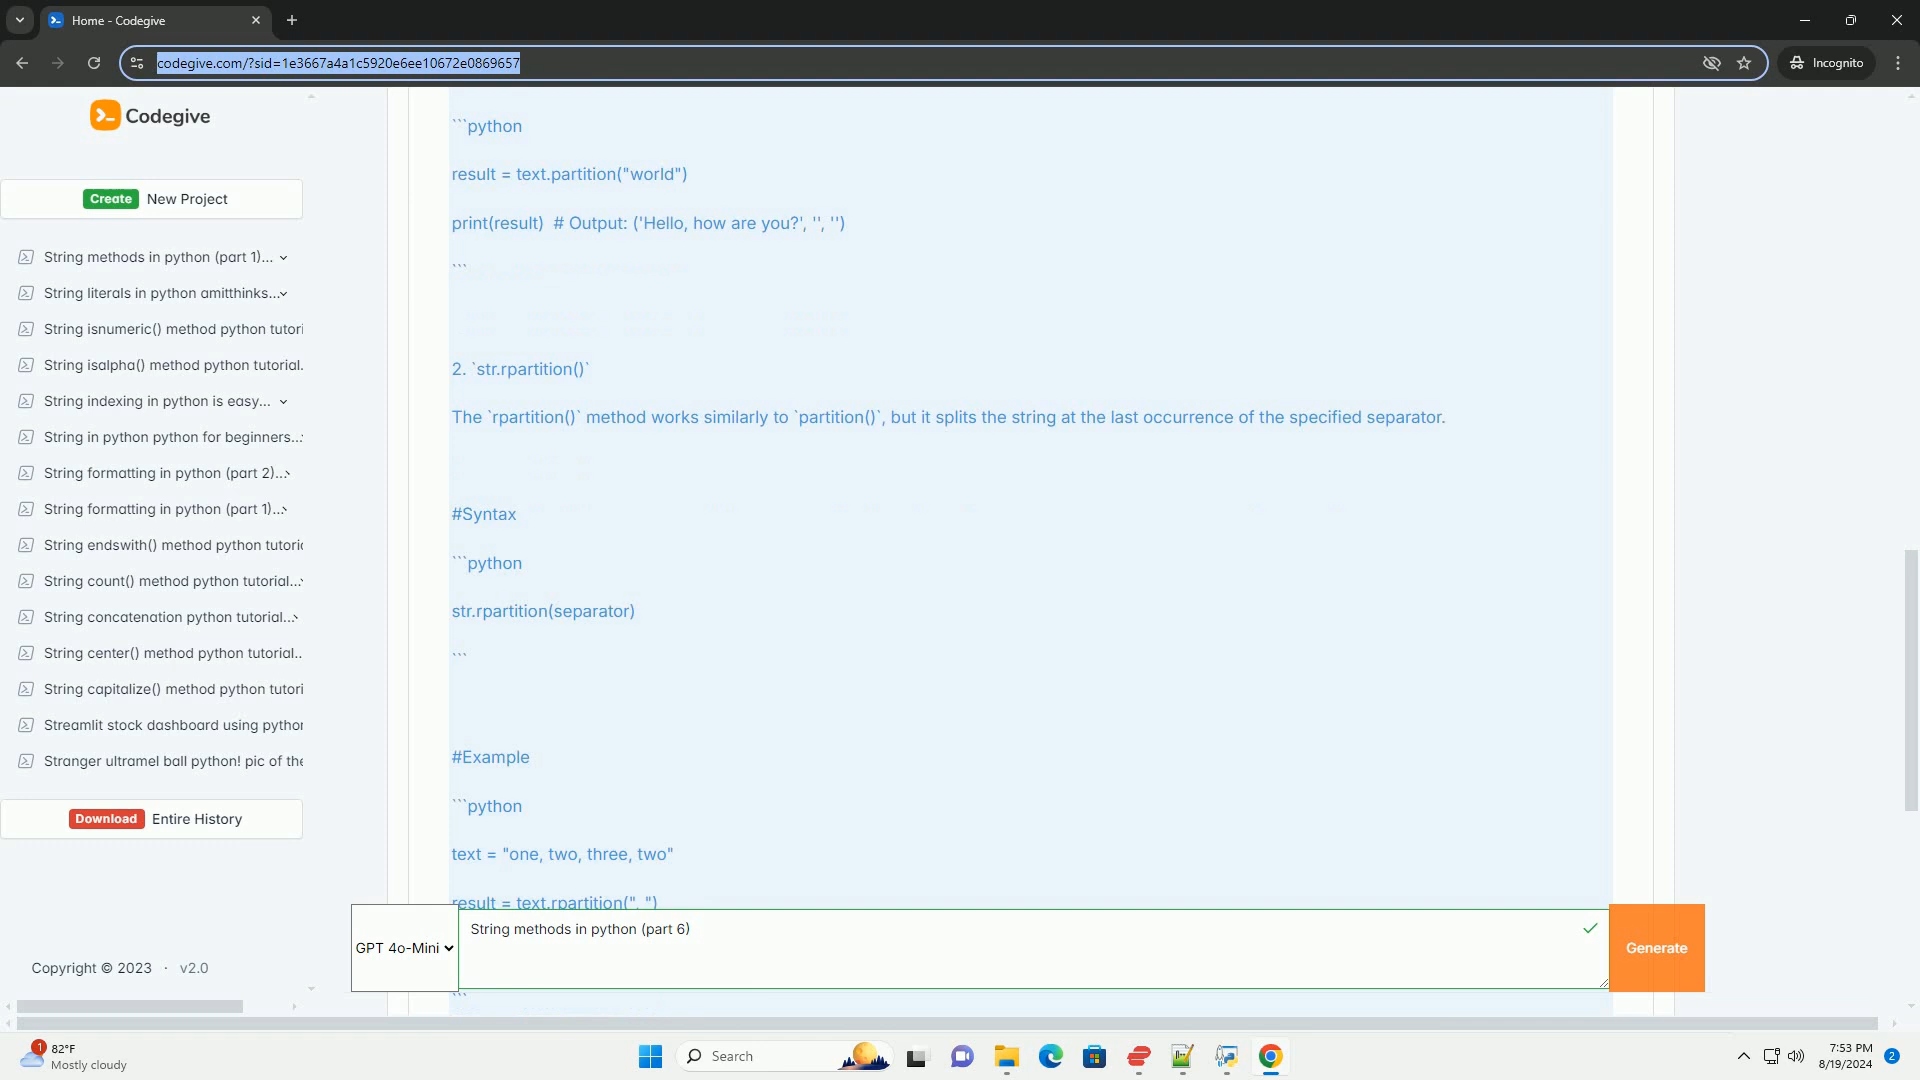 Home - Codegive
codegive.com/?sid=1e3667a4a1c5920e6ee10672e0869657
Incognito
Codegive
Create New Project
String methods in python (part 1)...
String literals in python amitthinks...
String isnumeric() method python tutori
String isalpha() method python tutorial.
String indexing in python is easy...
String in python python for beginners...
String formatting in python (part 2)...
String formatting in python (part 1)...
String endswith() method python tutoric
String count() method python tutorial...
String concatenation python tutorial...
String center() method python tutorial..
String capitalize() method python tutori
Streamlit stock dashboard using pythor
Stranger ultramel ball python! pic of the
Download Entire History
Copyright © 2023 · v2.0
```python
result = text.partition("world")
print(result)  # Output: ('Hello, how are you?', '', '')
```
2. `str.rpartition()`
The `rpartition()` method works similarly to `partition()`, but it splits the string at the last occurrence of the specified separator.
#Syntax
```python
str.rpartition(separator)
```
#Example
```python
text = "one, two, three, two"
result = text.rpartition(", ")
GPT 4o-Mini
String methods in python (part 6)
Generate
```
1
82°F
Mostly cloudy
Search
7:53 PM
8/19/2024
2